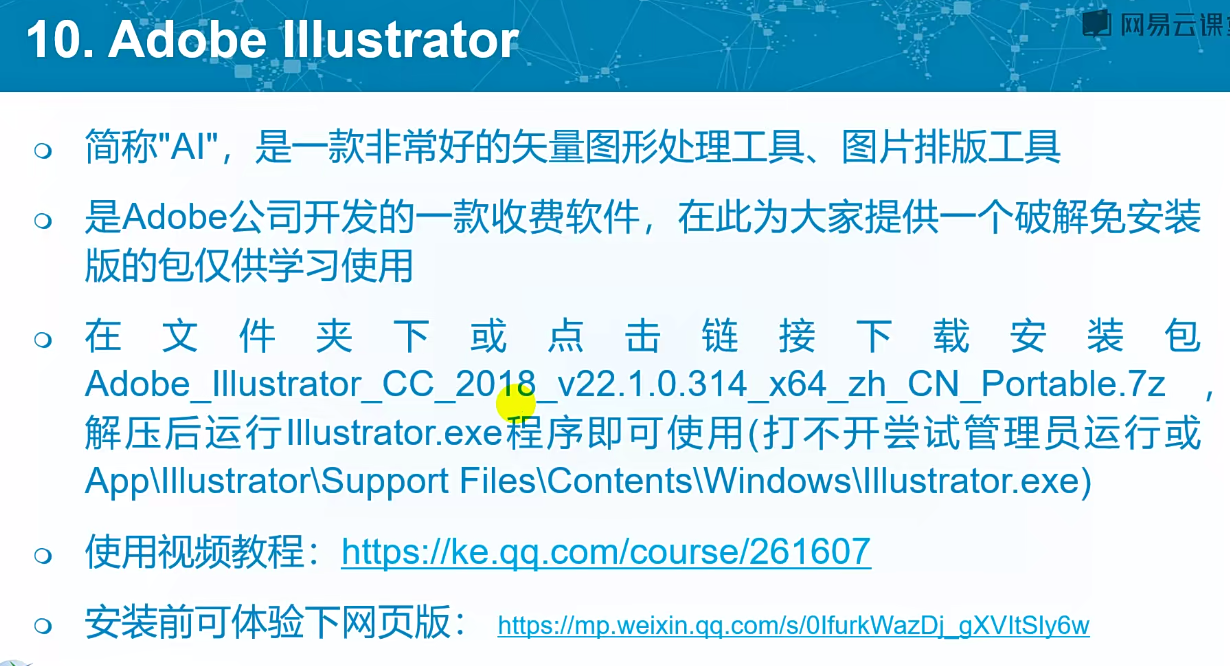 10. Adobe Illustrator
网易云课
简称"AI"，是一款非常好的矢量图形处理工具、图片排版工具
是Adobe公司开发的一款收费软件，在此为大家提供一个破解免安装
版的包仅供学习使用
在文件夹下或点击链接下载安装包
Adobe_Illustrator_CC_2018_v22.1.0.314_x64_zh_CN_Portable.7z，
解压后运行Illustrator.exe程序即可使用(打不开尝试管理员运行或
App\Illustrator\Support Files\Contents\Windows\Illustrator.exe)
使用视频教程：https://ke.qq.com/course/261607
安装前可体验下网页版：https://mp.weixin.qq.com/s/0IfurkWazDj_gXVItSIy6w